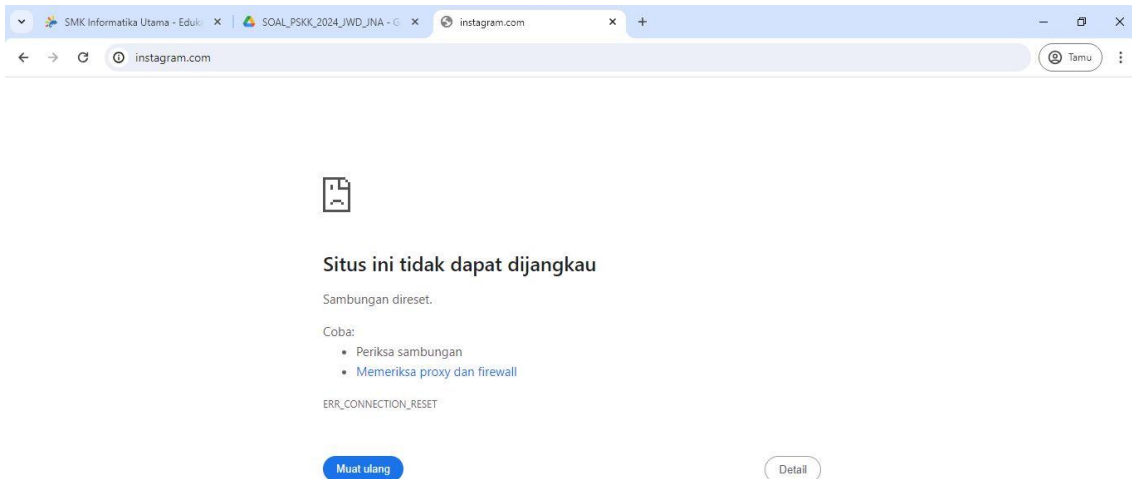 SMK Informatika Utama - Eduk
SOAL_PSKK_2024_JWD_JNA - G
instagram.com
instagram.com
Tamu
Situs ini tidak dapat dijangkau
Sambungan direset.
Coba:
• Periksa sambungan
• Memeriksa proxy dan firewall
ERR_CONNECTION_RESET
Muat ulang
Detail